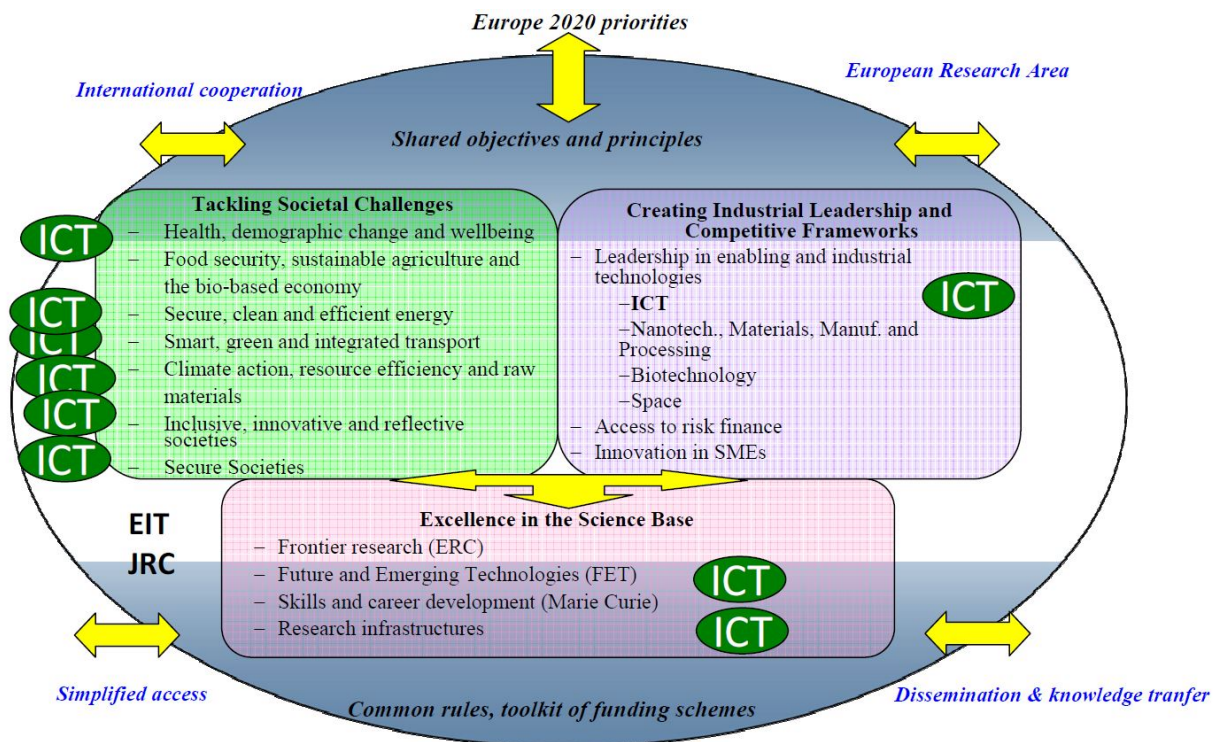 Europe 2020 priorities
International cooperation
European Research Area
Shared objectives and principles
Tackling Societal Challenges
ICT
– Health, demographic change and wellbeing
– Food security, sustainable agriculture and
the bio-based economy
ICT
– Secure, clean and efficient energy
ICT
– Smart, green and integrated transport
ICT
– Climate action, resource efficiency and raw
materials
ICT
– Inclusive, innovative and reflective
societies
ICT
– Secure Societies
Creating Industrial Leadership and
Competitive Frameworks
– Leadership in enabling and industrial
technologies
–ICT
ICT
–Nanotech., Materials, Manuf. and
Processing
–Biotechnology
–Space
– Access to risk finance
– Innovation in SMEs
EIT
JRC
Excellence in the Science Base
– Frontier research (ERC)
– Future and Emerging Technologies (FET)
ICT
– Skills and career development (Marie Curie)
– Research infrastructures
ICT
Simplified access
Dissemination & knowledge tranfer
Common rules, toolkit of funding schemes